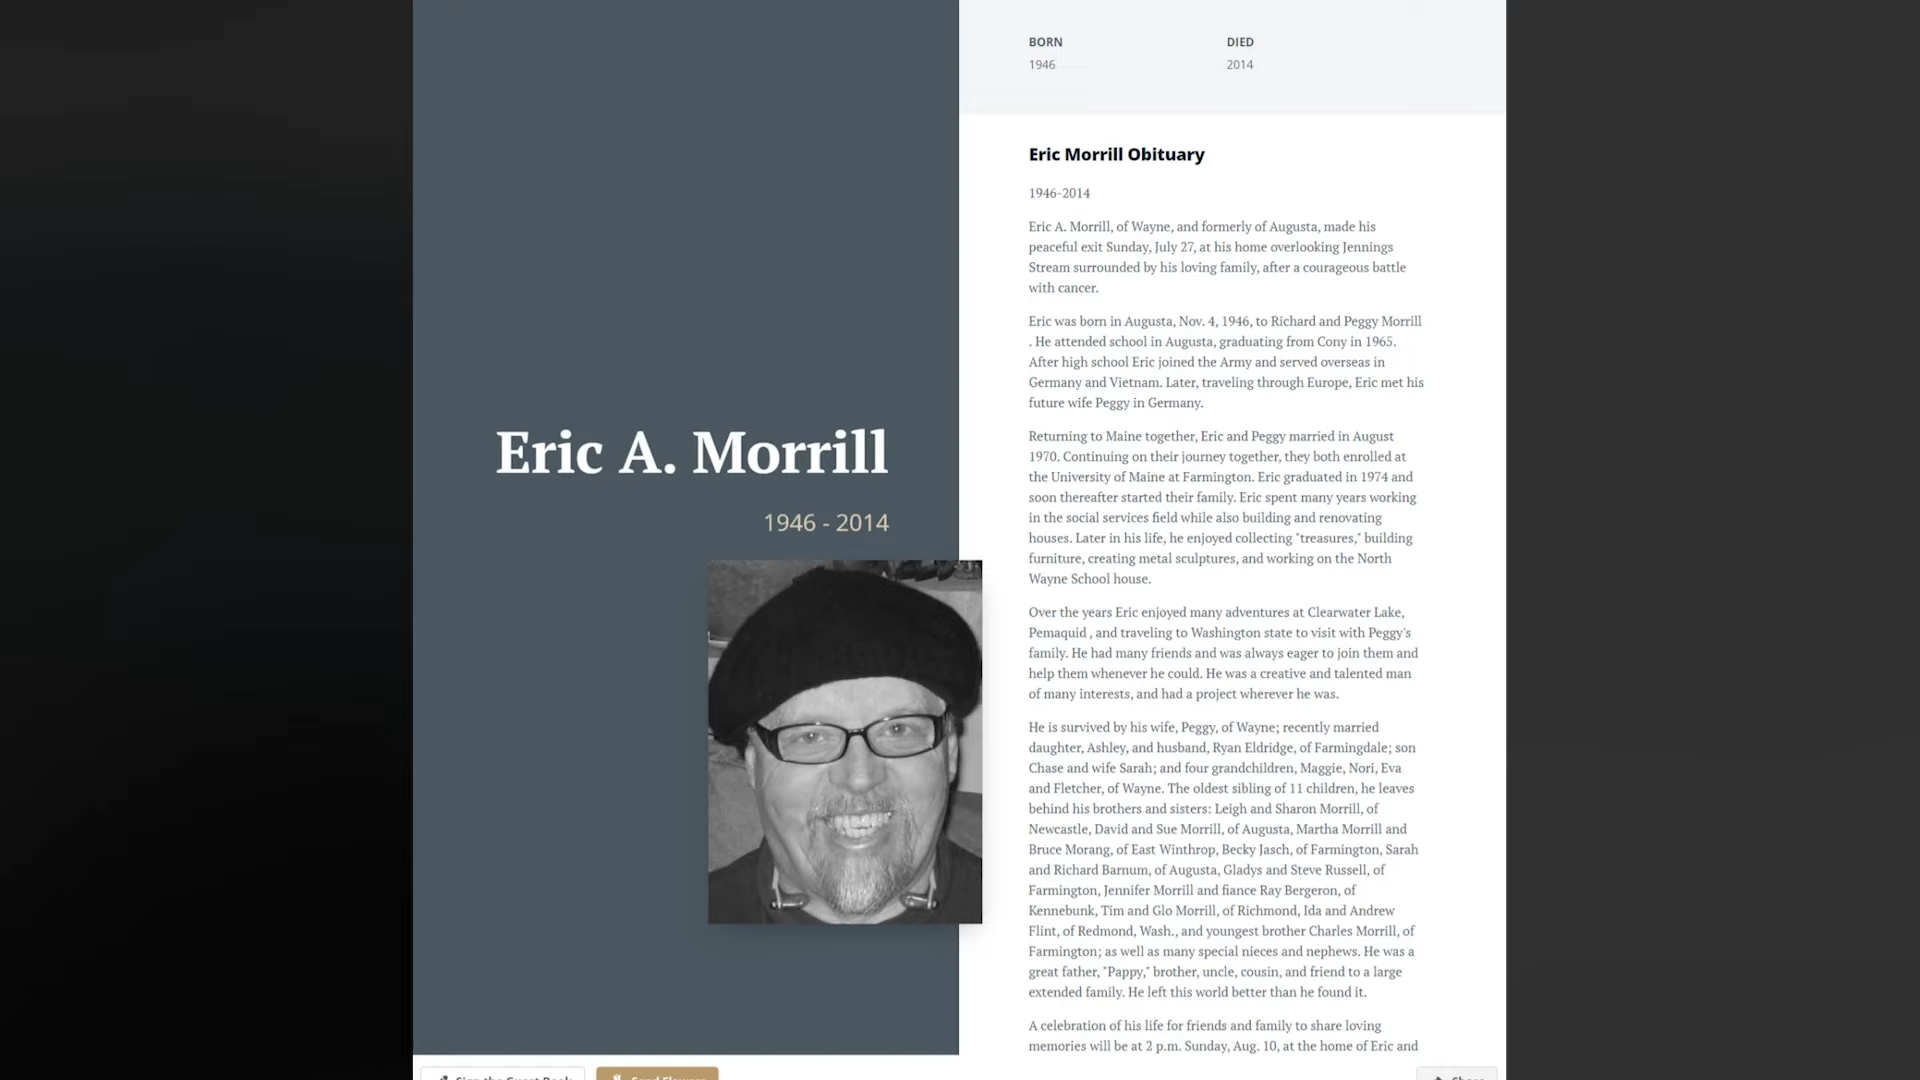 Eric A. Morrill
1946 - 2014
BORN
1946
DIED
2014
Eric Morrill Obituary
1946-2014
Eric A. Morrill, of Wayne, and formerly of Augusta, made his
peaceful exit Sunday, July 27, at his home overlooking Jennings
Stream surrounded by his loving family, after a courageous battle
with cancer.
Eric was born in Augusta, Nov. 4, 1946, to Richard and Peggy Morrill
. He attended school in Augusta, graduating from Cony in 1965.
After high school Eric joined the Army and served overseas in
Germany and Vietnam. Later, traveling through Europe, Eric met his
future wife Peggy in Germany.
Returning to Maine together, Eric and Peggy married in August
1970. Continuing on their journey together, they both enrolled at
the University of Maine at Farmington. Eric graduated in 1974 and
soon thereafter started their family. Eric spent many years working
in the social services field while also building and renovating
houses. Later in his life, he enjoyed collecting "treasures," building
furniture, creating metal sculptures, and working on the North
Wayne School house.
Over the years Eric enjoyed many adventures at Clearwater Lake,
Pemaquid , and traveling to Washington state to visit with Peggy's
family. He had many friends and was always eager to join them and
help them whenever he could. He was a creative and talented man
of many interests, and had a project wherever he was.
He is survived by his wife, Peggy, of Wayne; recently married
daughter, Ashley, and husband, Ryan Eldridge, of Farmingdale; son
Chase and wife Sarah; and four grandchildren, Maggie, Nori, Eva
and Fletcher, of Wayne. The oldest sibling of 11 children, he leaves
behind his brothers and sisters: Leigh and Sharon Morrill, of
Newcastle, David and Sue Morrill, of Augusta, Martha Morrill and
Bruce Morang, of East Winthrop, Becky Jasch, of Farmington, Sarah
and Richard Barnum, of Augusta, Gladys and Steve Russell, of
Farmington, Jennifer Morrill and fiance Ray Bergeron, of
Kennebunk, Tim and Glo Morrill, of Richmond, Ida and Andrew
Flint, of Redmond, Wash., and youngest brother Charles Morrill, of
Farmington; as well as many special nieces and nephews. He was a
great father, "Pappy," brother, uncle, cousin, and friend to a large
extended family. He left this world better than he found it.
A celebration of his life for friends and family to share loving
memories will be at 2 p.m. Sunday, Aug. 10, at the home of Eric and
Sign the Guest Book
Send Flowers
Share